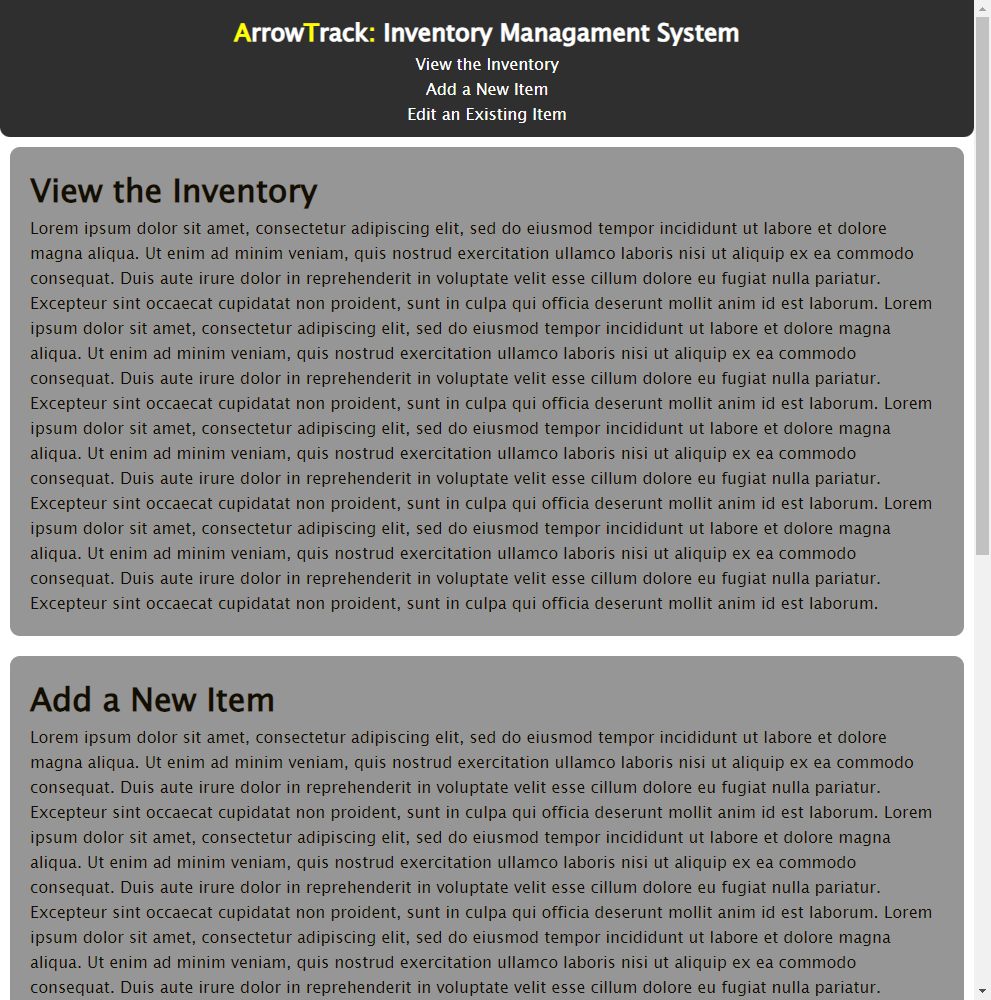 ArrowTrack: Inventory Managament System
View the Inventory
Add a New Item
Edit an Existing Item
View the Inventory
Lorem ipsum dolor sit amet, consectetur adipiscing elit, sed do eiusmod tempor incididunt ut labore et dolore
magna aliqua. Ut enim ad minim veniam, quis nostrud exercitation ullamco laboris nisi ut aliquip ex ea commodo
consequat. Duis aute irure dolor in reprehenderit in voluptate velit esse cillum dolore eu fugiat nulla pariatur.
Excepteur sint occaecat cupidatat non proident, sunt in culpa qui officia deserunt mollit anim id est laborum. Lorem
ipsum dolor sit amet, consectetur adipiscing elit, sed do eiusmod tempor incididunt ut labore et dolore magna
aliqua. Ut enim ad minim veniam, quis nostrud exercitation ullamco laboris nisi ut aliquip ex ea commodo
consequat. Duis aute irure dolor in reprehenderit in voluptate velit esse cillum dolore eu fugiat nulla pariatur.
Excepteur sint occaecat cupidatat non proident, sunt in culpa qui officia deserunt mollit anim id est laborum. Lorem
ipsum dolor sit amet, consectetur adipiscing elit, sed do eiusmod tempor incididunt ut labore et dolore magna
aliqua. Ut enim ad minim veniam, quis nostrud exercitation ullamco laboris nisi ut aliquip ex ea commodo
consequat. Duis aute irure dolor in reprehenderit in voluptate velit esse cillum dolore eu fugiat nulla pariatur.
Excepteur sint occaecat cupidatat non proident, sunt in culpa qui officia deserunt mollit anim id est laborum. Lorem
ipsum dolor sit amet, consectetur adipiscing elit, sed do eiusmod tempor incididunt ut labore et dolore magna
aliqua. Ut enim ad minim veniam, quis nostrud exercitation ullamco laboris nisi ut aliquip ex ea commodo
consequat. Duis aute irure dolor in reprehenderit in voluptate velit esse cillum dolore eu fugiat nulla pariatur.
Excepteur sint occaecat cupidatat non proident, sunt in culpa qui officia deserunt mollit anim id est laborum.
Add a New Item
Lorem ipsum dolor sit amet, consectetur adipiscing elit, sed do eiusmod tempor incididunt ut labore et dolore
magna aliqua. Ut enim ad minim veniam, quis nostrud exercitation ullamco laboris nisi ut aliquip ex ea commodo
consequat. Duis aute irure dolor in reprehenderit in voluptate velit esse cillum dolore eu fugiat nulla pariatur.
Excepteur sint occaecat cupidatat non proident, sunt in culpa qui officia deserunt mollit anim id est laborum. Lorem
ipsum dolor sit amet, consectetur adipiscing elit, sed do eiusmod tempor incididunt ut labore et dolore magna
aliqua. Ut enim ad minim veniam, quis nostrud exercitation ullamco laboris nisi ut aliquip ex ea commodo
consequat. Duis aute irure dolor in reprehenderit in voluptate velit esse cillum dolore eu fugiat nulla pariatur.
Excepteur sint occaecat cupidatat non proident, sunt in culpa qui officia deserunt mollit anim id est laborum. Lorem
ipsum dolor sit amet, consectetur adipiscing elit, sed do eiusmod tempor incididunt ut labore et dolore magna
aliqua. Ut enim ad minim veniam, quis nostrud exercitation ullamco laboris nisi ut aliquip ex ea commodo
consequat. Duis aute irure dolor in reprehenderit in voluptate velit esse cillum dolore eu fugiat nulla pariatur.